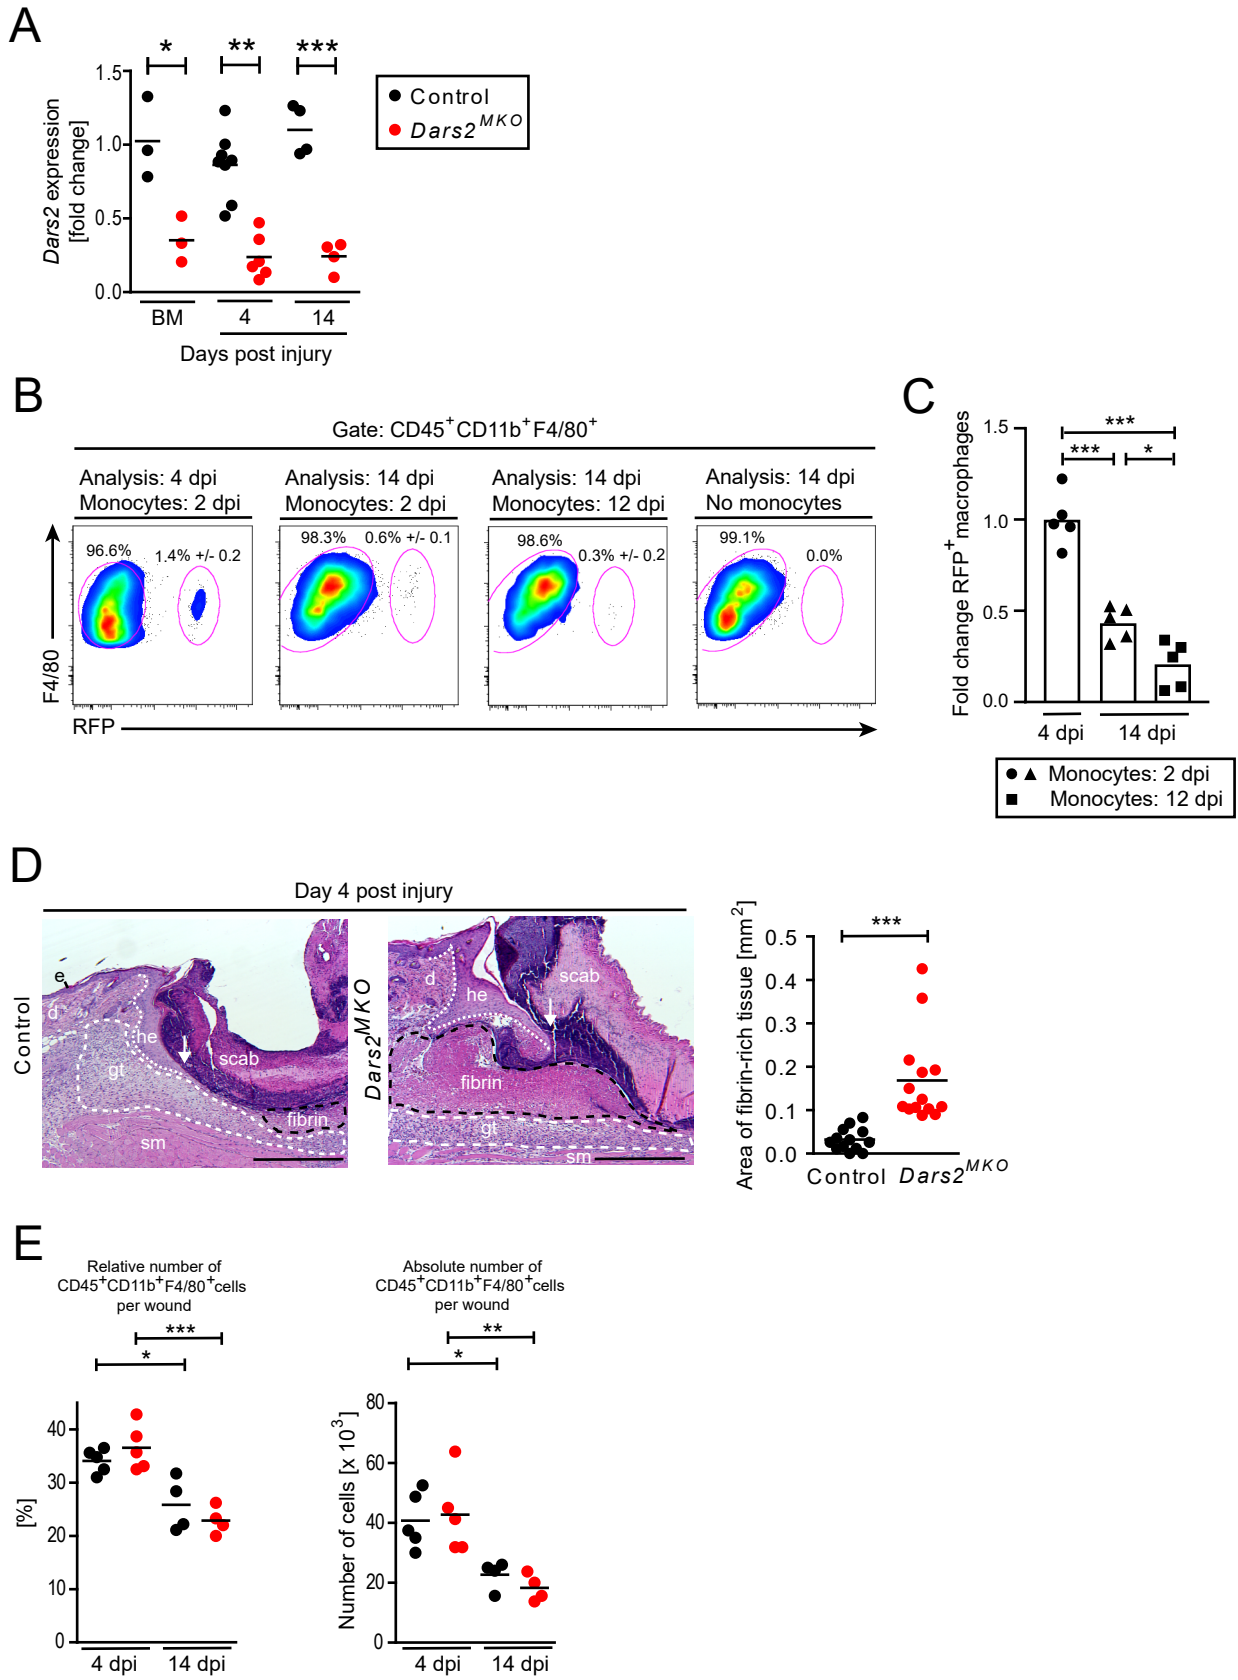 A
* ** ***
1.5
1.0
0.5
0.0
Dars2 expression
[fold change]
Control
Dars2^MKO
BM 4 14
Days post injury
B
Gate: CD45+CD11b+F4/80+
Analysis: 4 dpi
Monocytes: 2 dpi
Analysis: 14 dpi
Monocytes: 2 dpi
Analysis: 14 dpi
Monocytes: 12 dpi
Analysis: 14 dpi
No monocytes
96.6% 1.4% +/- 0.2
98.3% 0.6% +/- 0.1
98.6% 0.3% +/- 0.2
99.1% 0.0%
F4/80
RFP
C
***
*** *
Fold change RFP+macrophages
1.5
1.0
0.5
0.0
4 dpi 14 dpi
Monocytes: 2 dpi
Monocytes: 12 dpi
D
Day 4 post injury
Control
e
d
he
gt
scab
fibrin
sm
Dars2^MKO
d
he
scab
fibrin
gt
sm
Area of fibrin-rich tissue [mm²]
***
0.5
0.4
0.3
0.2
0.1
0.0
Control Dars2^MKO
E
Relative number of
CD45+CD11b+F4/80+cells
per wound
***
*
[%]
40
30
20
10
0
4 dpi 14 dpi
Absolute number of
CD45+CD11b+F4/80+cells
per wound
**
*
Number of cells [x 10³]
80
60
40
20
0
4 dpi 14 dpi